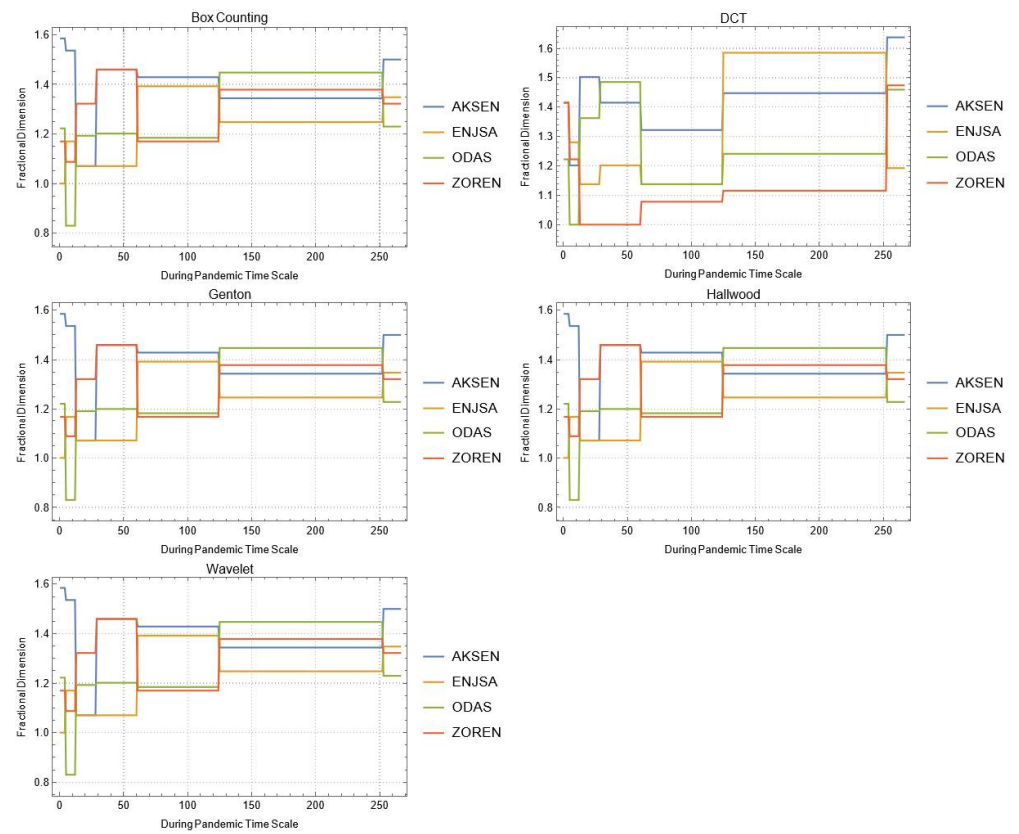 Box Counting
1.6
1.4
1.2
1.0
0.8
Fractional Dimension
0
50
100
150
200
250
During Pandemic Time Scale
AKSEN
ENJSA
ODAS
ZOREN
DCT
1.6
1.5
1.4
1.3
1.2
1.1
1.0
Fractional Dimension
0
50
100
150
200
250
During Pandemic Time Scale
AKSEN
ENJSA
ODAS
ZOREN
Genton
1.6
1.4
1.2
1.0
0.8
Fractional Dimension
0
50
100
150
200
250
During Pandemic Time Scale
AKSEN
ENJSA
ODAS
ZOREN
Hallwood
1.6
1.4
1.2
1.0
0.8
Fractional Dimension
0
50
100
150
200
250
During Pandemic Time Scale
AKSEN
ENJSA
ODAS
ZOREN
Wavelet
1.6
1.4
1.2
1.0
0.8
Fractional Dimension
0
50
100
150
200
250
During Pandemic Time Scale
AKSEN
ENJSA
ODAS
ZOREN